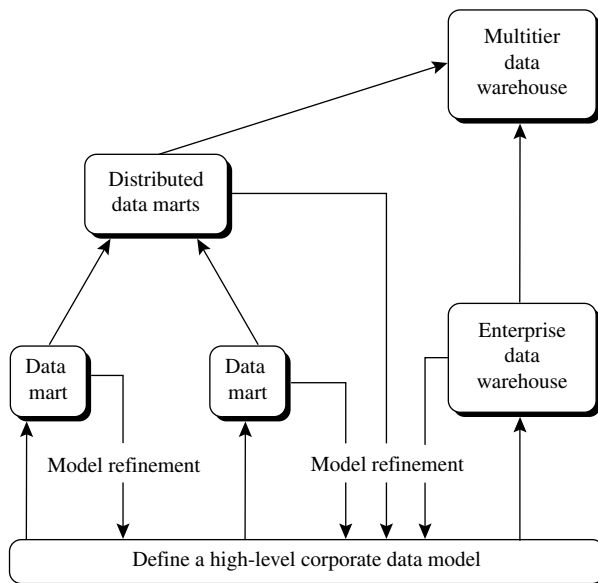 Multitier
data
warehouse
Distributed
data marts
Enterprise
data
warehouse
Data
mart
Data
mart
Model refinement
Model refinement
Define a high-level corporate data model